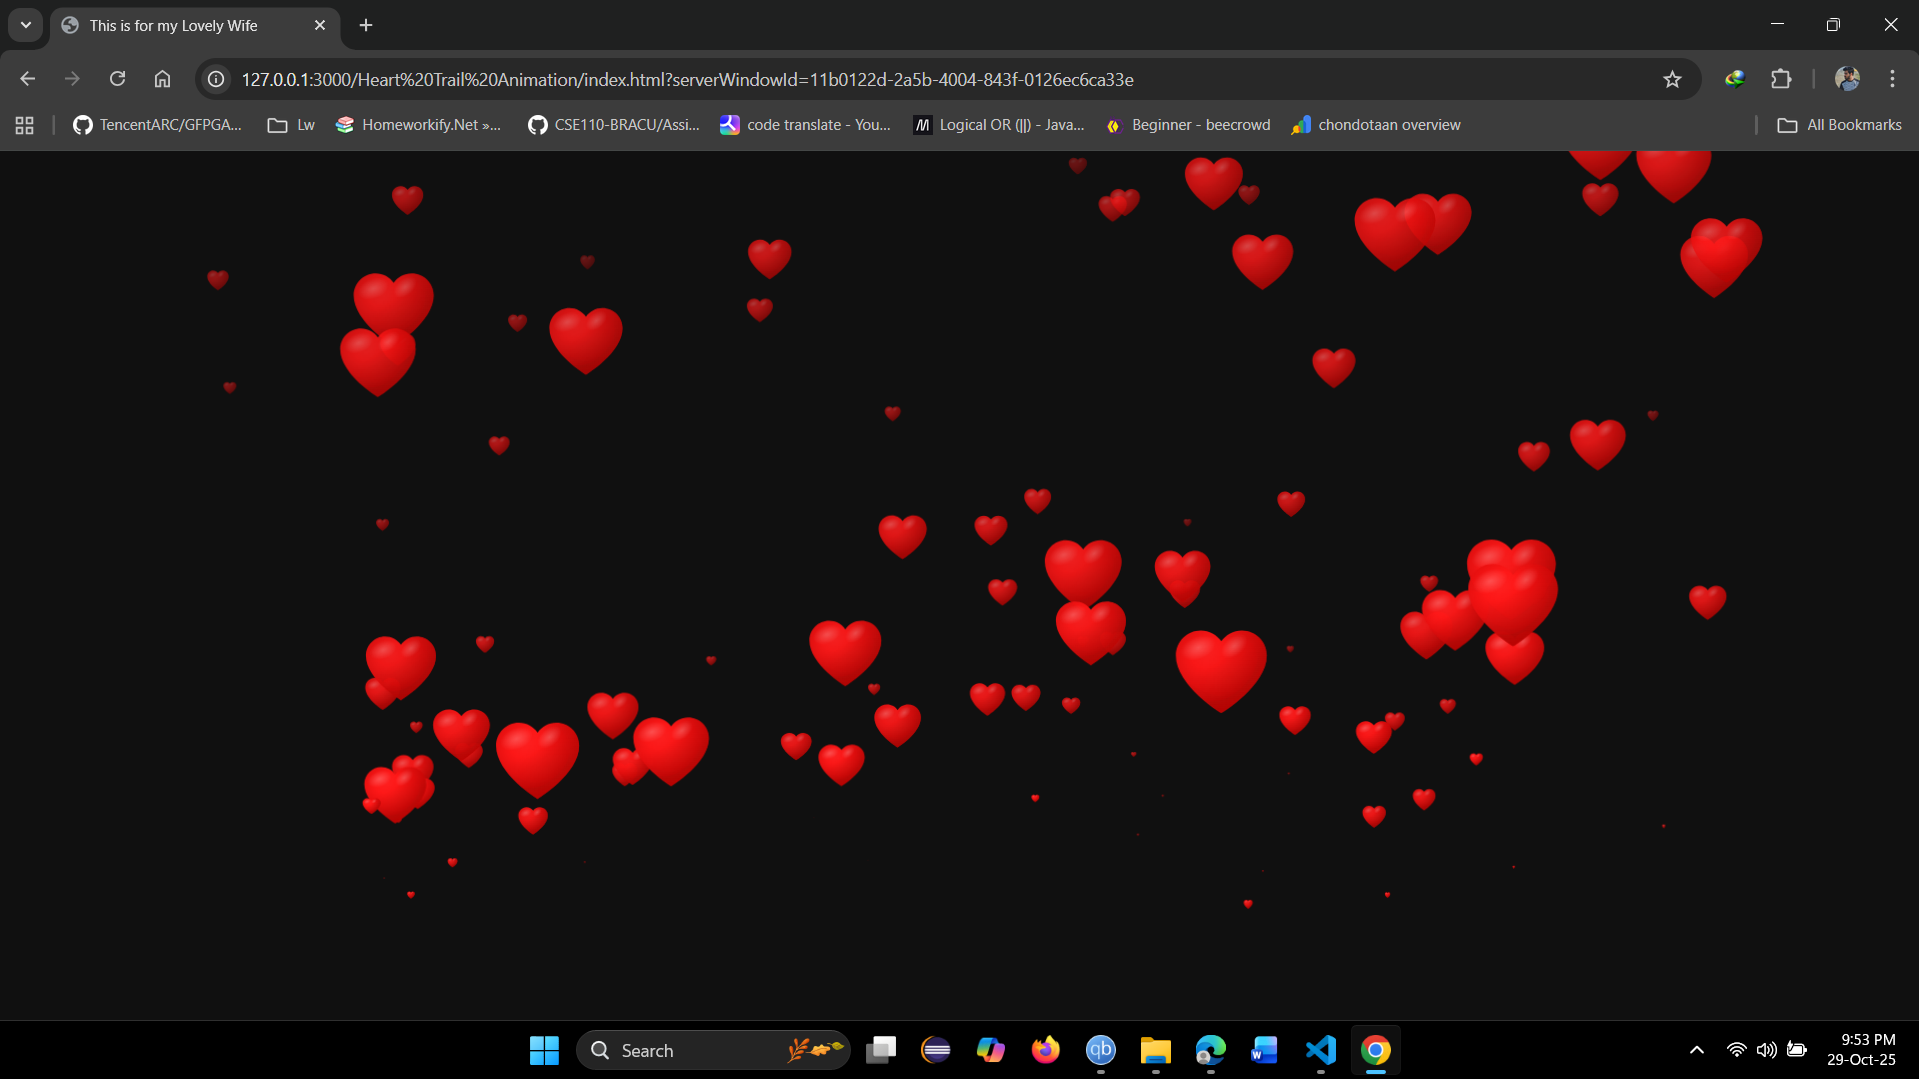 This is for my Lovely Wife
127.0.0.1:3000/Heart%20Trail%20Animation/index.html?serverWindowId=11b0122d-2a5b-4004-843f-0126ec6ca33e
TencentARC/GFPGA... Lw Homeworkify.Net »... CSE110-BRACU/Assi... code translate - You... Logical OR (||) - Java... Beginner - beecrowd chondotaan overview All Bookmarks
Search
qb
W
9:53 PM
29-Oct-25